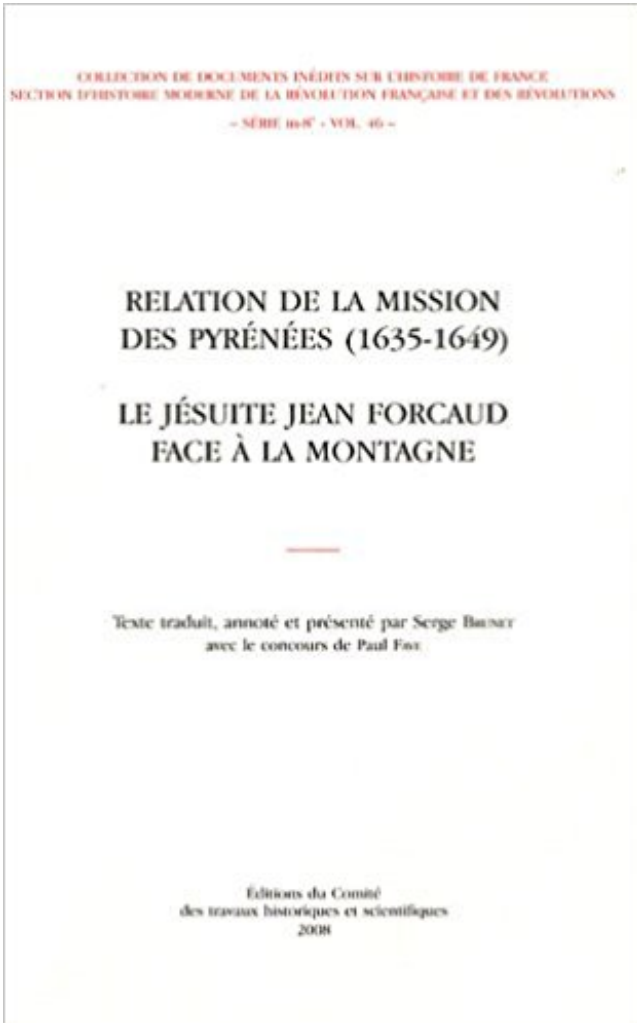 COLLECTION DE DOCUMENTS INÉDITS SUR L'HISTOIRE DE FRANCE
SECTION D'HISTOIRE MODERNE DE LA RÉVOLUTION FRANÇAISE ET DES RÉVOLUTIONS
– SÉRIE in-8° - VOL. 46 –
RELATION DE LA MISSION
DES PYRÉNÉES (1635-1649)
LE JÉSUITE JEAN FORCAUD
FACE À LA MONTAGNE
Texte traduit, annoté et présenté par Serge BRUNET
avec le concours de Paul
Éditions du Comité
des travaux historiques et scientifiques
2008